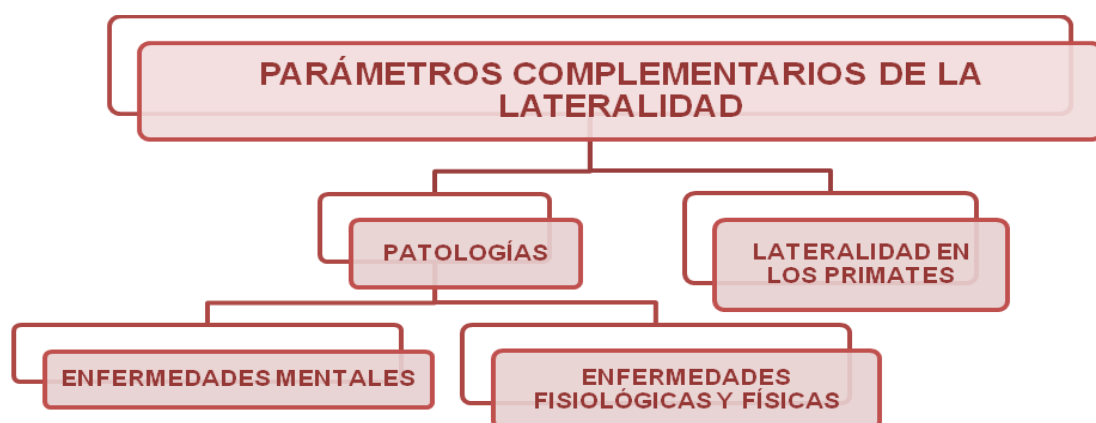 PARÁMETROS COMPLEMENTARIOS DE LA
LATERALIDAD
PATOLOGÍAS
LATERALIDAD EN
LOS PRIMATES
ENFERMEDADES MENTALES
ENFERMEDADES
FISIOLÓGICAS Y FÍSICAS